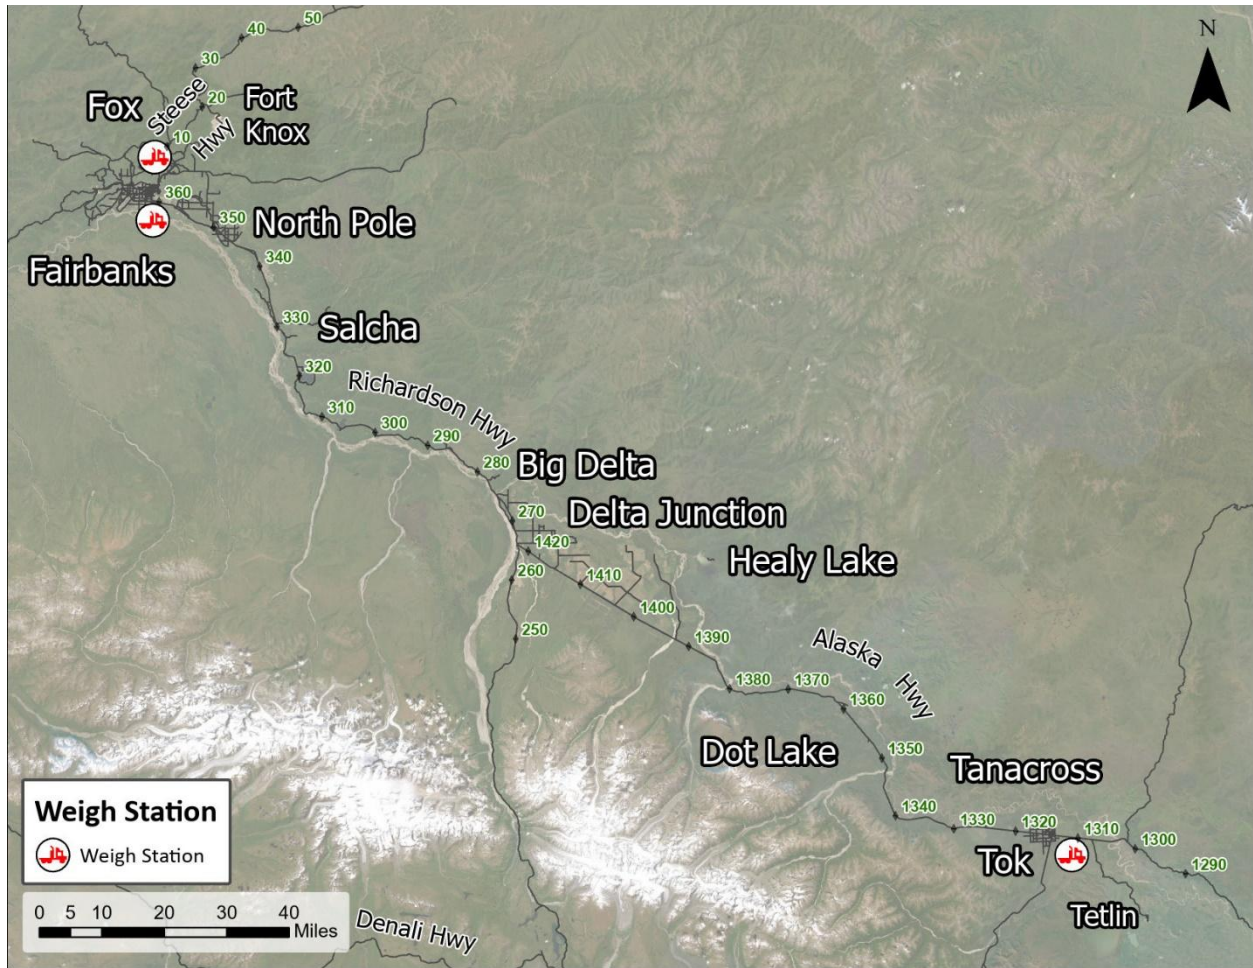 50
40
30
N
Steese
Hwy
20
Fox
Fort
Knox
10
360
350
North Pole
Fairbanks
340
330
Salcha
320
Richardson Hwy
310
300
290
280
Big Delta
270
Delta Junction
1420
260
1410
Healy Lake
1400
250
1390
Alaska
Hwy
1380
1370
1360
Dot Lake
1350
Tanacross
1340
1330
1320
1310
1300
1290
Tok
Tetlin
Weigh Station
Weigh Station
0 5 10 20 30 40
Miles
Denali Hwy